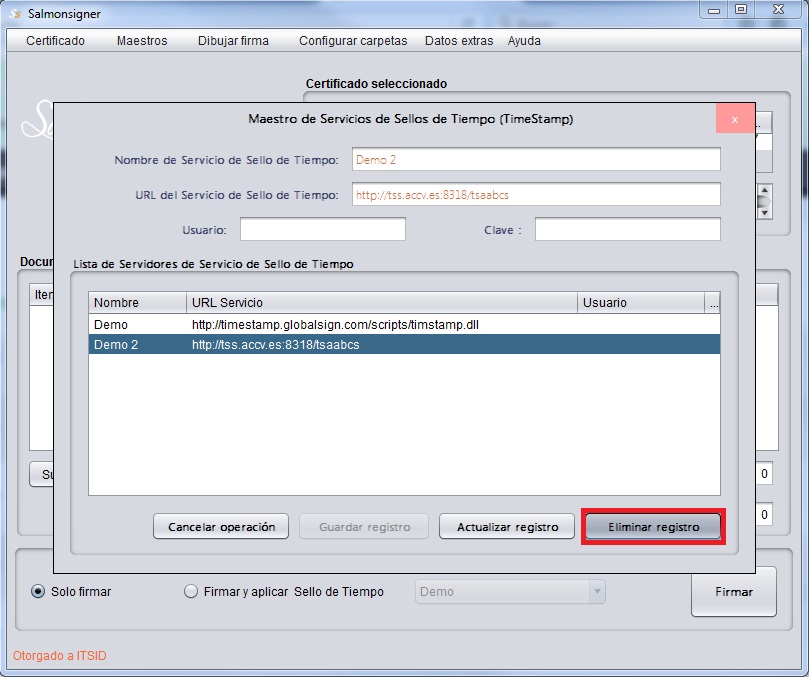 Salmonsigner
Certificado Maestros Dibujar firma Configurar carpetas Datos extras Ayuda
Certificado seleccionado
Maestro de Servicios de Sellos de Tiempo (TimeStamp) x
Nombre de Servicio de Sello de Tiempo: Demo 2
URL del Servicio de Sello de Tiempo: http://tss.accv.es:8318/tsaabcs
Usuario: Clave :
Lista de Servidores de Servicio de Sello de Tiempo
Nombre URL Servicio Usuario ...
Demo http://timestamp.globalsign.com/scripts/timstamp.dll
Demo 2 http://tss.accv.es:8318/tsaabcs
0
Cancelar operación Guardar registro Actualizar registro Eliminar registro
0
Solo firmar Firmar y aplicar Sello de Tiempo Demo Firmar
Otorgado a ITSID